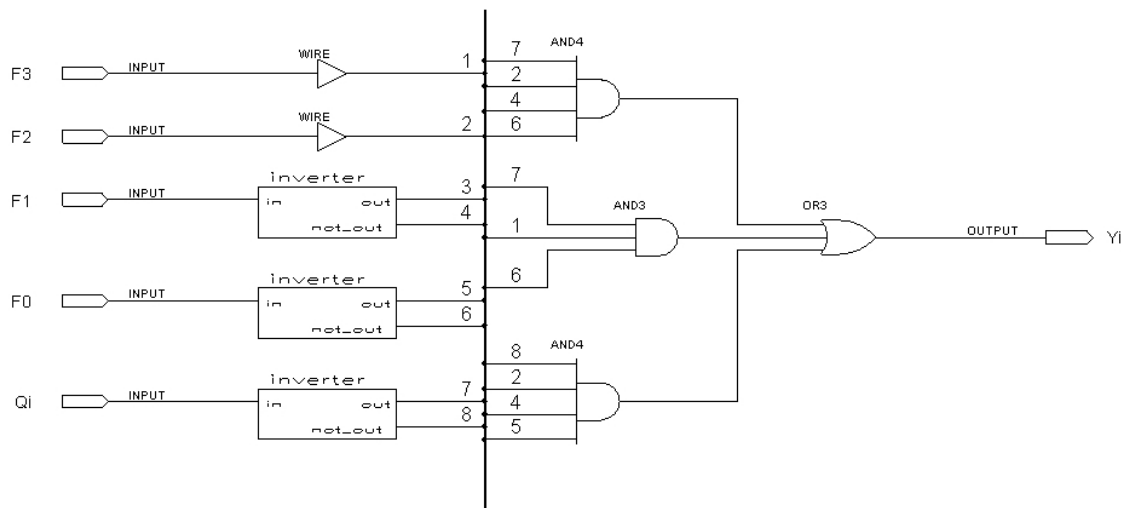 AND4
WIRE
7
F3
INPUT
1
2
4
WIRE
2
6
F2
INPUT
inverter
7
F1
INPUT
in
out
3
not_out
4
AND3
OR3
1
OUTPUT
Yi
inverter
6
F0
INPUT
in
out
5
not_out
6
AND4
8
inverter
2
Qi
INPUT
in
out
7
4
not_out
8
5